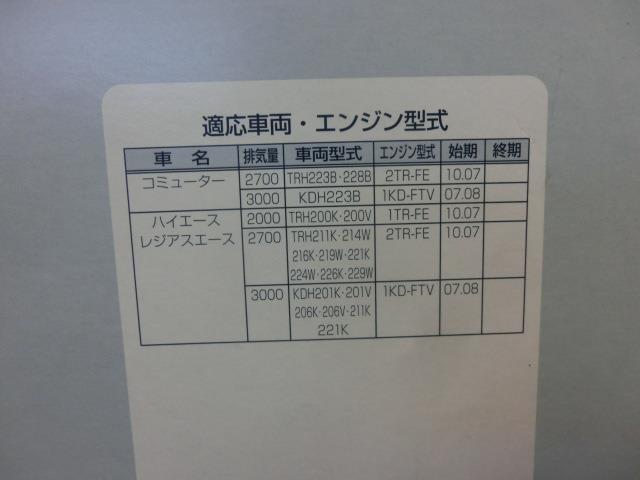 適応車両・エンジン型式
車 名 排気量 車両型式 エンジン型式 始期 終期
コミューター 2700 TRH223B・228B 2TR-FE 10.07
3000 KDH223B 1KD-FTV 07.08
ハイエース 2000 TRH200K・200V 1TR-FE 10.07
レジアスエース 2700 TRH211K・214W 2TR-FE 10.07
216K・219W・221K
224W・226K・229W
3000 KDH201K・201V 1KD-FTV 07.08
206K・206V・211K
221K